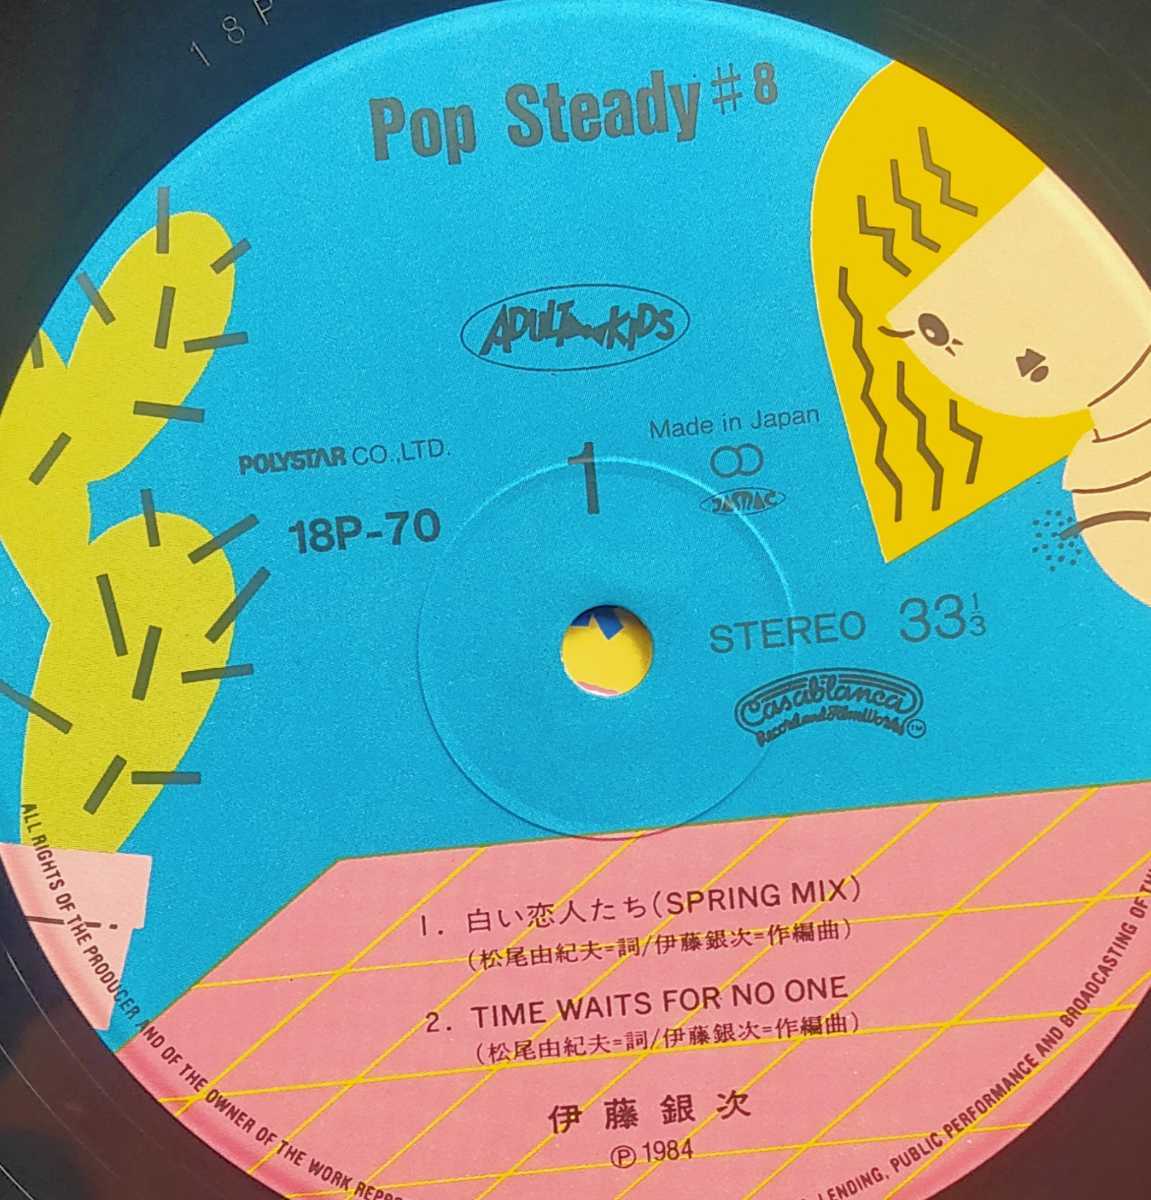 18P
Pop Steady #8
ADULT KIDS
POLYSTAR CO.,LTD.
1
Made in Japan
JASRAC
18P-70
STEREO 33 1/3
Casablanca
Record and FilmWorks TM
1. 白い恋人たち(SPRING MIX)
(松尾由紀夫=詞/伊藤銀次=作編曲)
2. TIME WAITS FOR NO ONE
(松尾由紀夫=詞/伊藤銀次=作編曲)
伊藤銀次
Ⓟ 1984
ALL RIGHTS OF THE PRODUCER AND OF THE OWNER OF THE WORK
LENDING, PUBLIC PERFORMANCE AND BROADCASTING OF